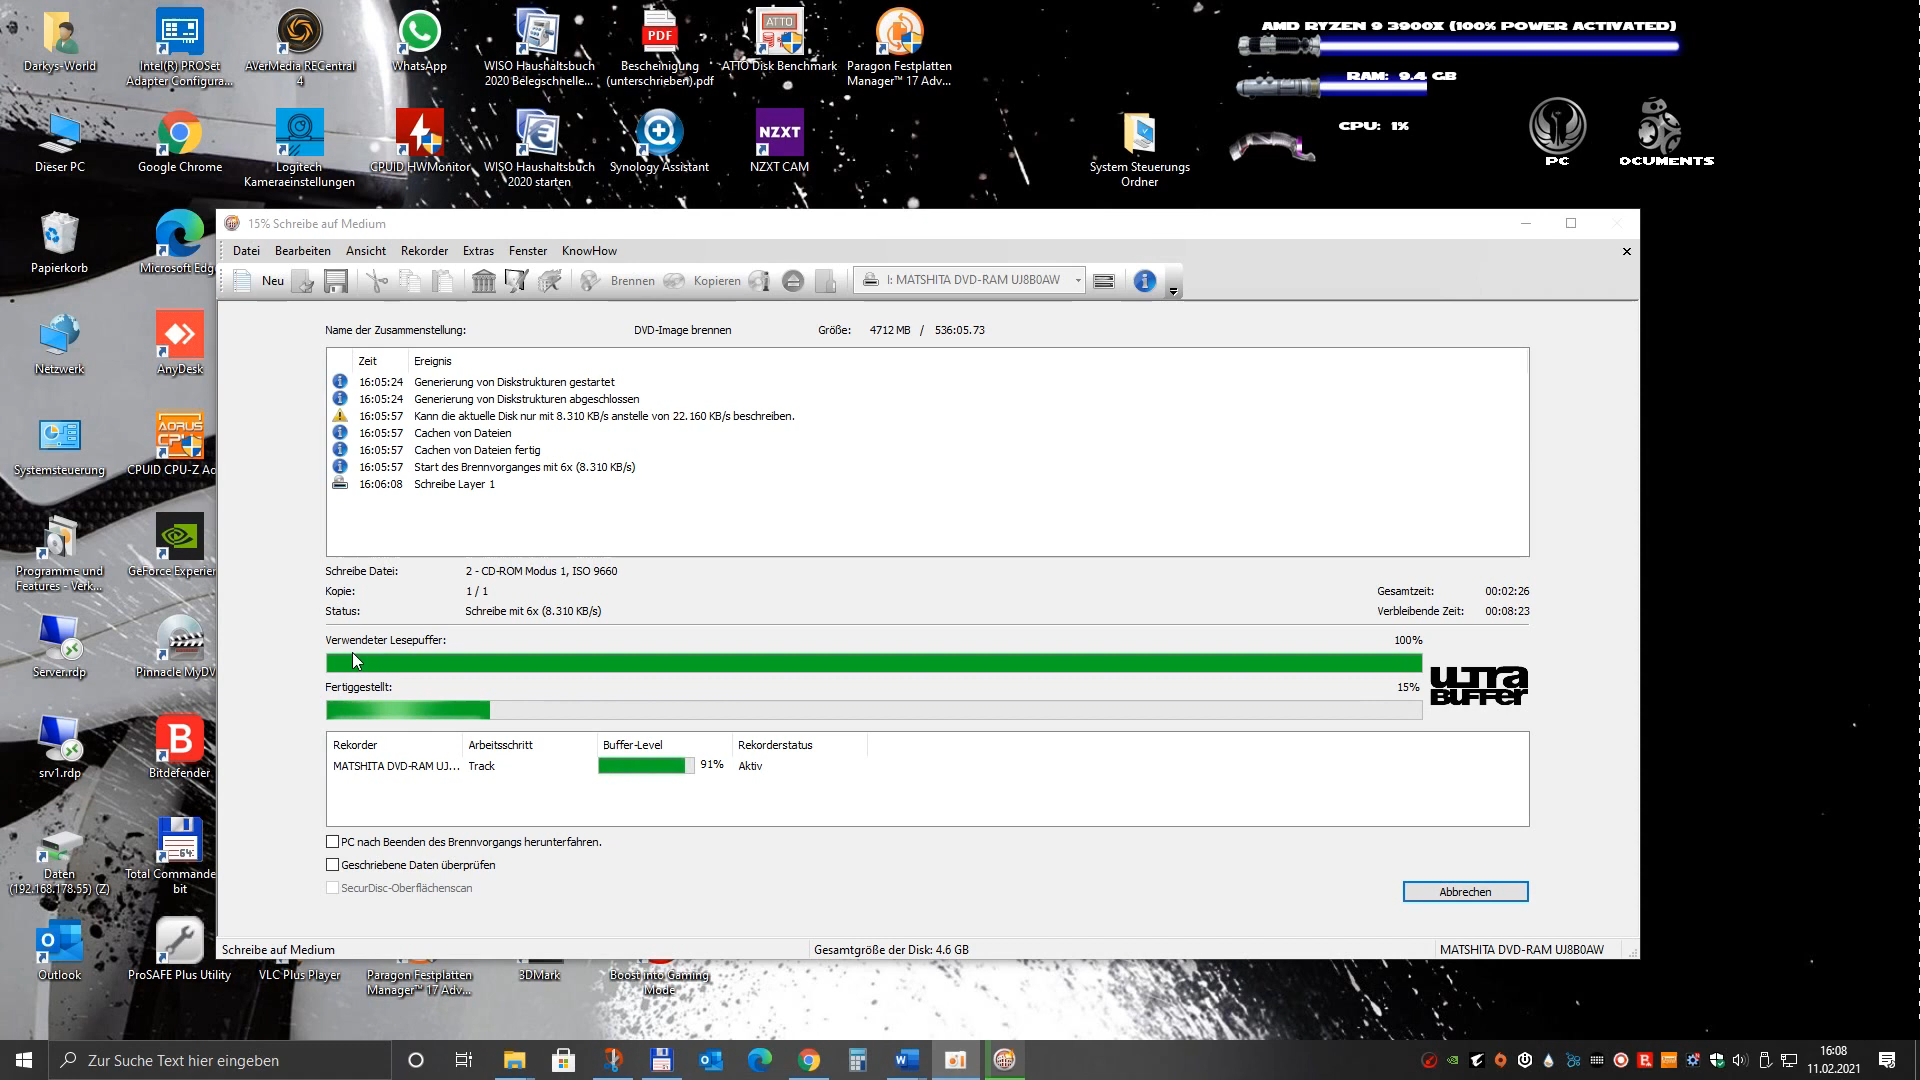 AMD RYZEN 9 3900X (100% POWER ACTIVATED)
RAM: 9.4 GB
CPU: 1%
PC
OCUMENTS
Darkys-World
Intel(R) PROSet
Adapter Configura...
AVerMedia RECentral
4
WhatsApp
WISO Haushaltsbuch
2020 Belegschnelle...
PDF
Bescheinigung
(unterschrieben).pdf
ATTO
ATTO Disk Benchmark
Paragon Festplatten
Manager™ 17 Adv...
Dieser PC
Google Chrome
Logitech
Kameraeinstellungen
CPUID HWMonitor
WISO Haushaltsbuch
2020 starten
Synology Assistant
NZXT
NZXT CAM
System Steuerungs
Ordner
Papierkorb
Microsoft Edg
Netzwerk
AnyDesk
Systemsteuerung
AORUS
CPU
CPUID CPU-Z Ao
Programme und
Features - Verk...
GeForce Experien
Server.rdp
Pinnacle MyDV
srv1.rdp
B
Bitdefender
Daten
(192.168.178.55) (Z)
64
Total Commande
bit
Outlook
ProSAFE Plus Utility
VLC Plus Player
Paragon Festplatten
Manager™ 17 Adv...
3DMark
Boost into Gaming
Mode
15% Schreibe auf Medium
Datei Bearbeiten Ansicht Rekorder Extras Fenster KnowHow
Neu Brennen Kopieren I: MATSHITA DVD-RAM UJ8B0AW
Name der Zusammenstellung: DVD-Image brennen Größe: 4712 MB / 536:05.73
Zeit Ereignis
16:05:24 Generierung von Diskstrukturen gestartet
16:05:24 Generierung von Diskstrukturen abgeschlossen
16:05:57 Kann die aktuelle Disk nur mit 8.310 KB/s anstelle von 22.160 KB/s beschreiben.
16:05:57 Cachen von Dateien
16:05:57 Cachen von Dateien fertig
16:05:57 Start des Brennvorganges mit 6x (8.310 KB/s)
16:06:08 Schreibe Layer 1
Schreibe Datei: 2 - CD-ROM Modus 1, ISO 9660
Kopie: 1 / 1 Gesamtzeit: 00:02:26
Status: Schreibe mit 6x (8.310 KB/s) Verbleibende Zeit: 00:08:23
Verwendeter Lesepuffer: 100%
Fertiggestellt: 15%
ULTRA
BUFFER
Rekorder Arbeitsschritt Buffer-Level Rekorderstatus
MATSHITA DVD-RAM UJ... Track 91% Aktiv
PC nach Beenden des Brennvorgangs herunterfahren.
Geschriebene Daten überprüfen
SecurDisc-Oberflächenscan
Abbrechen
Schreibe auf Medium Gesamtgröße der Disk: 4.6 GB MATSHITA DVD-RAM UJ8B0AW
Zur Suche Text hier eingeben
16:08
11.02.2021